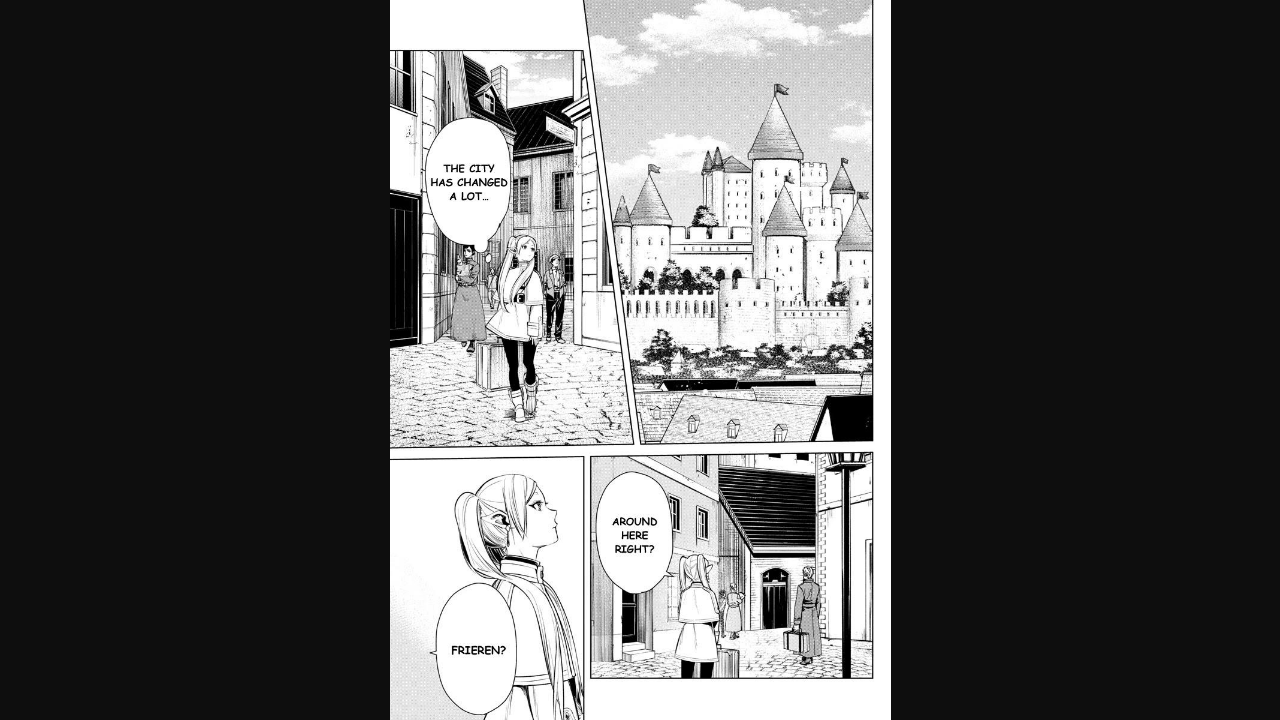 THE CITY
HAS CHANGED
A LOT...
AROUND
HERE
RIGHT?
FRIEREN?